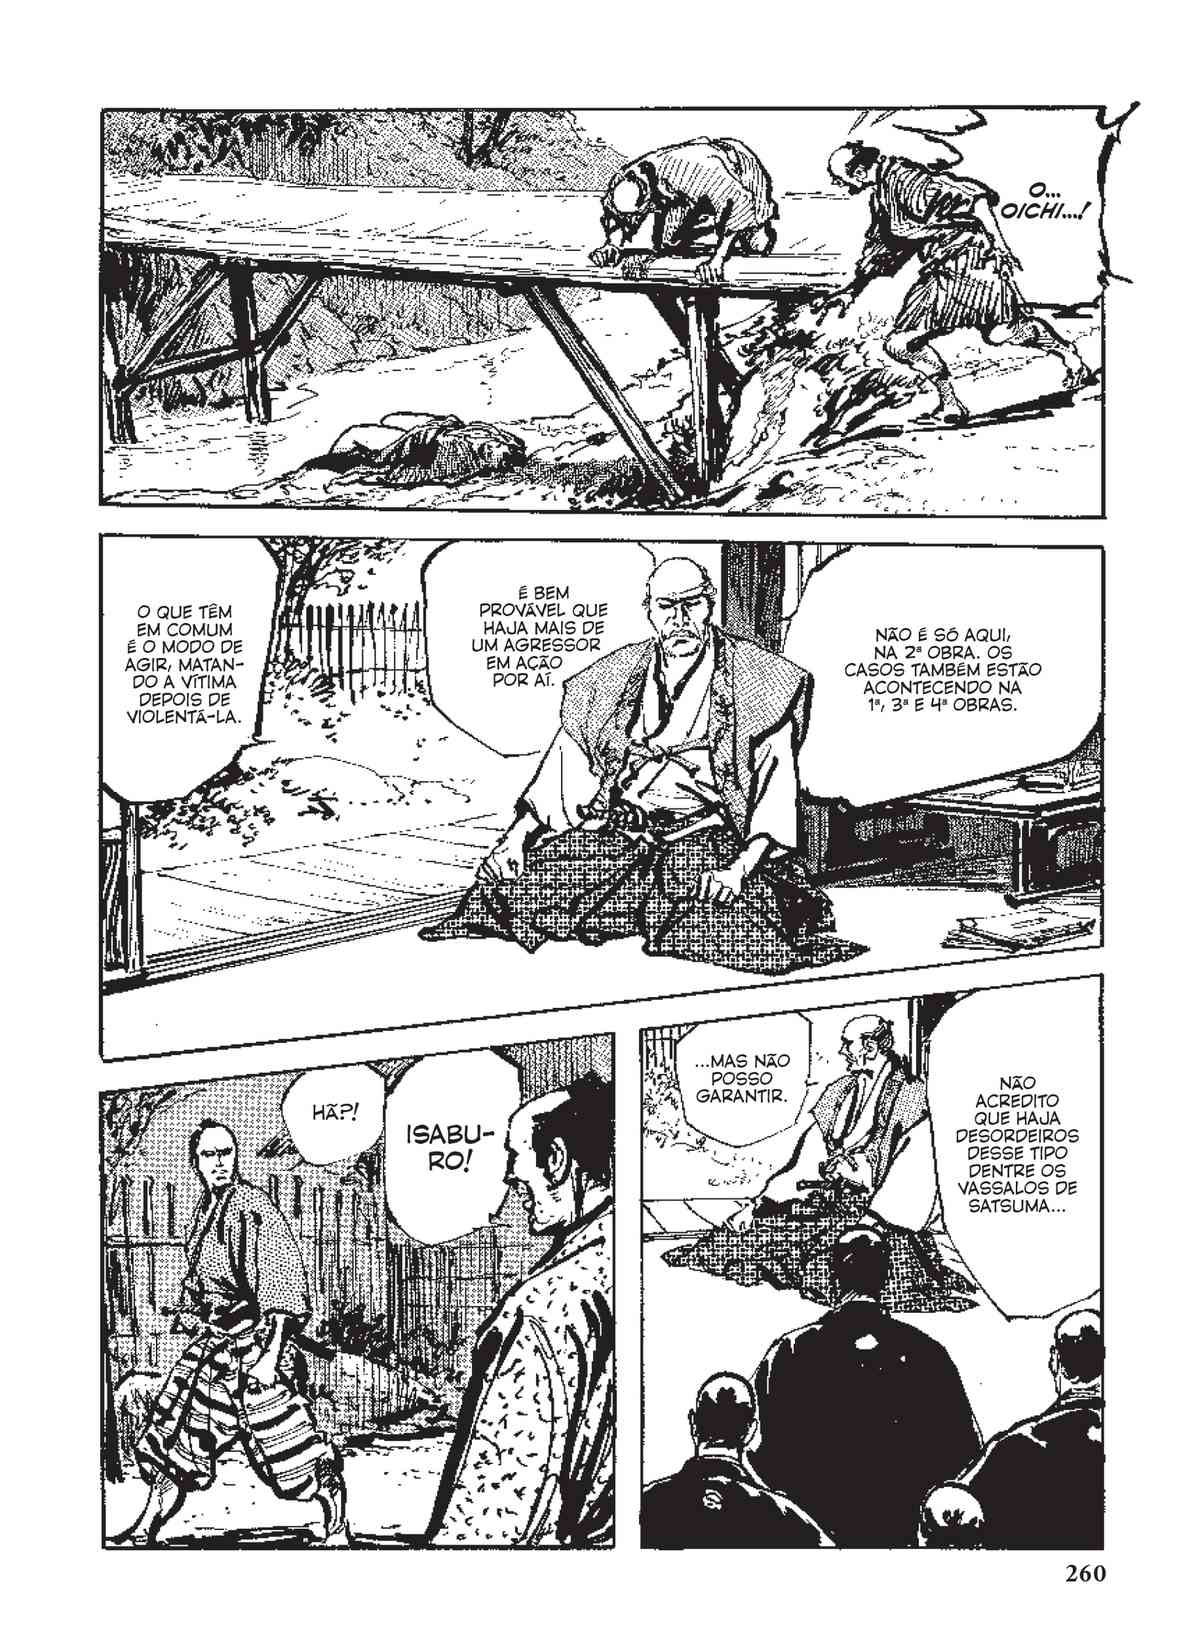 O...
OICHI...!
NÃO É SÓ AQUI,
NA 2ª OBRA. OS
CASOS TAMBÉM ESTÃO
ACONTECENDO NA
1ª, 3ª E 4ª OBRAS.
É BEM
PROVÁVEL QUE
HAJA MAIS DE
UM AGRESSOR
EM AÇÃO
POR AÍ.
O QUE TÊM
EM COMUM
É O MODO DE
AGIR, MATAN-
DO A VÍTIMA
DEPOIS DE
VIOLENTÁ-LA.
NÃO
ACREDITO
QUE HAJA
DESORDEIROS
DESSE TIPO
DENTRE OS
VASSALOS DE
SATSUMA...
...MAS NÃO
POSSO
GARANTIR.
ISABU-
RO!
HÃ?!
260